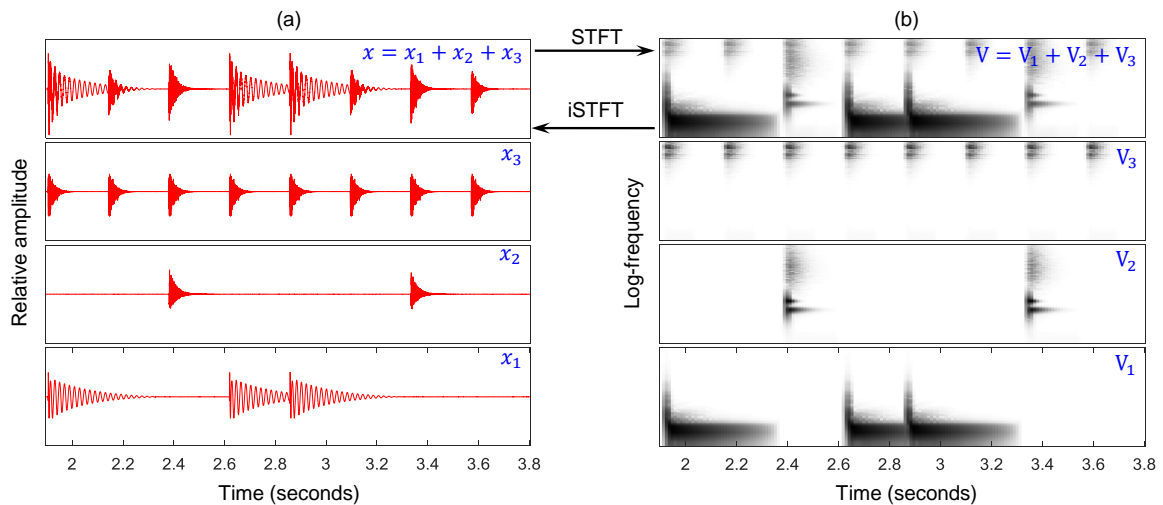 (a)
x = x₁ + x₂ + x₃
x₃
x₂
x₁
Relative amplitude
2 2.2 2.4 2.6 2.8 3 3.2 3.4 3.6 3.8
Time (seconds)
STFT
iSTFT
(b)
V = V₁ + V₂ + V₃
V₃
V₂
V₁
Log-frequency
2 2.2 2.4 2.6 2.8 3 3.2 3.4 3.6 3.8
Time (seconds)